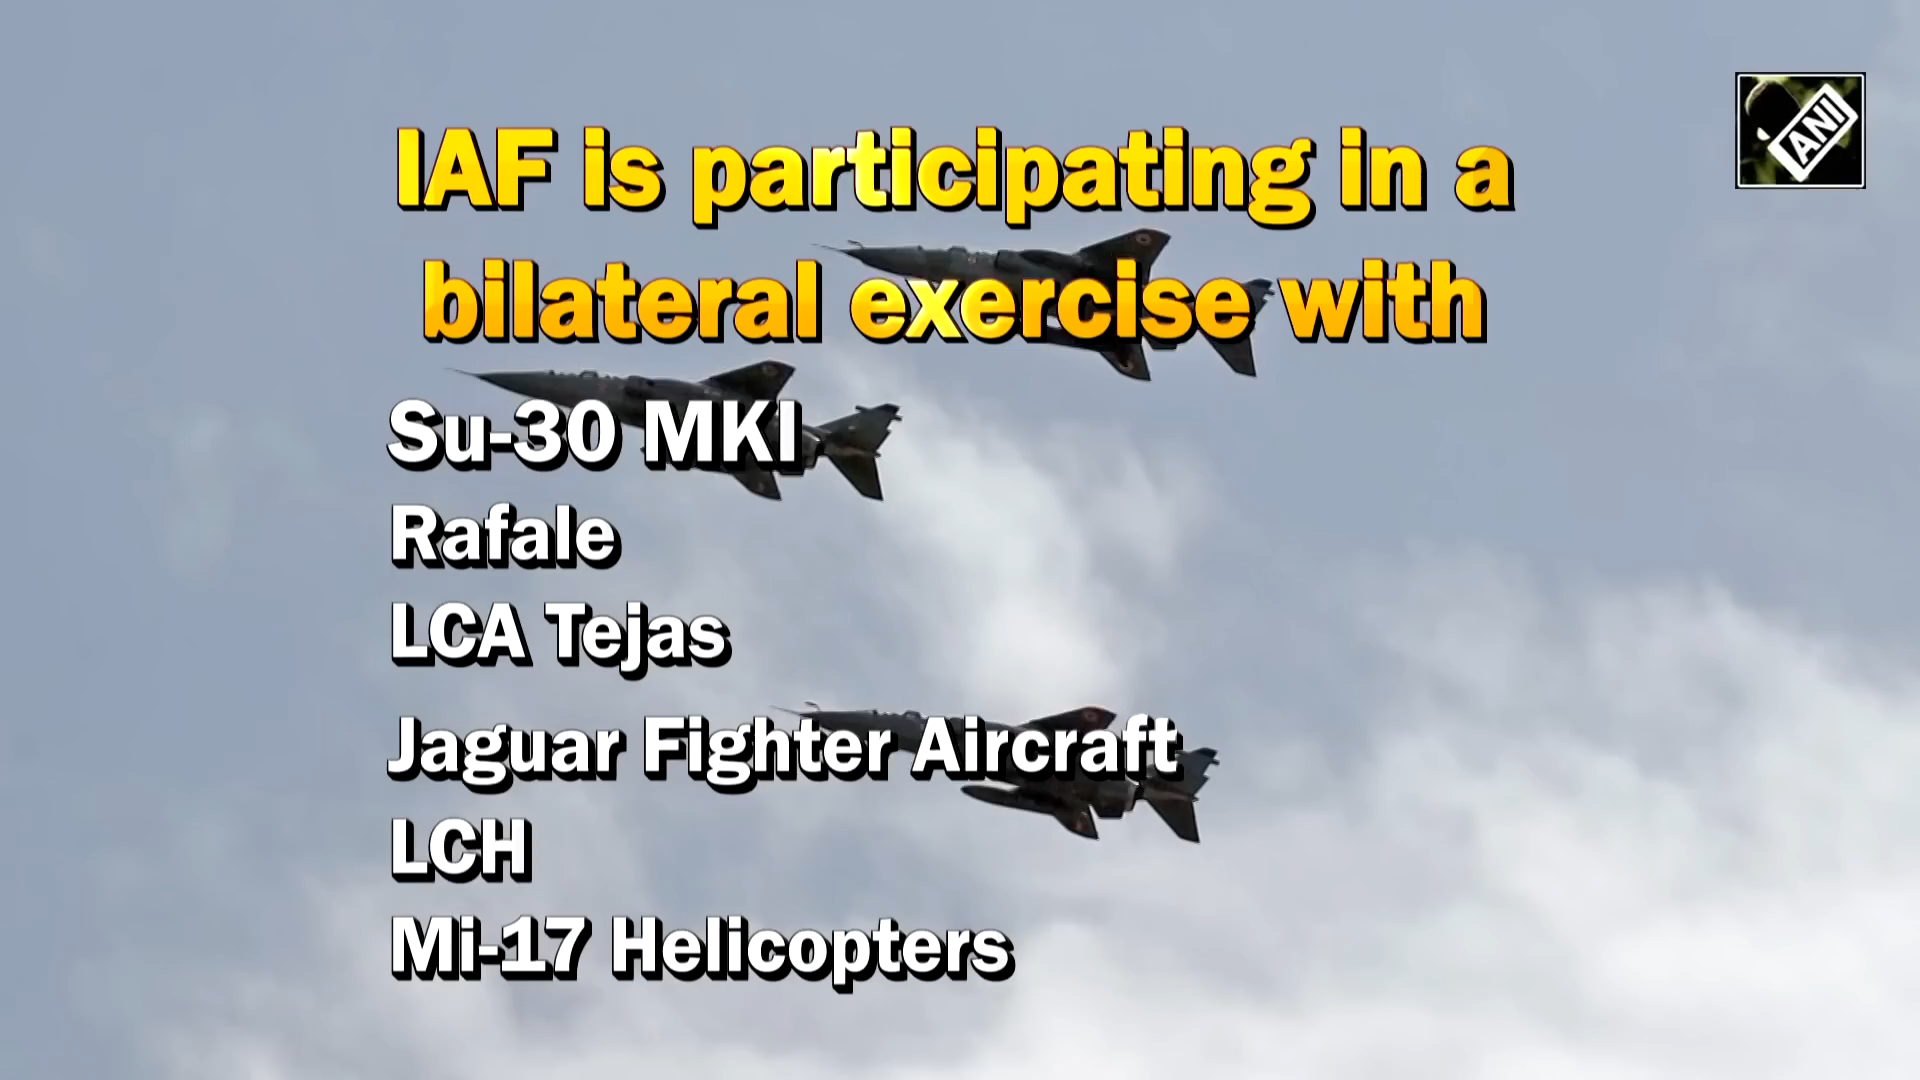 IAF is participating in a
bilateral exercise with
Su-30 MKI
Rafale
LCA Tejas
Jaguar Fighter Aircraft
LCH
Mi-17 Helicopters
ANI